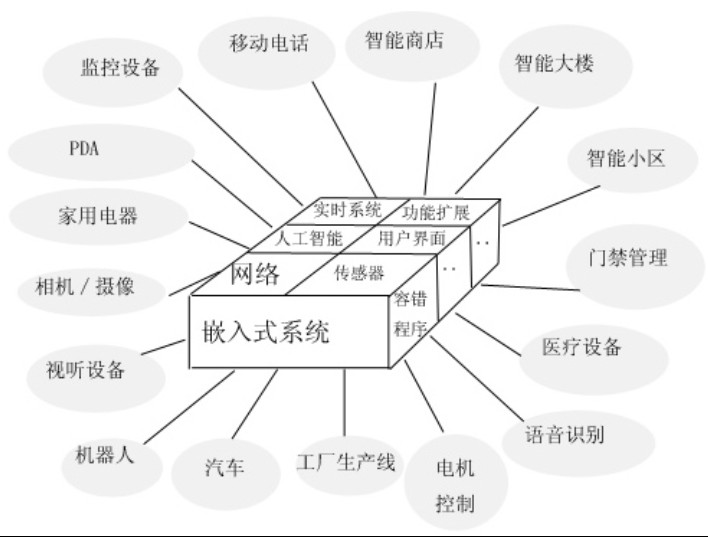 移动电话
智能商店
监控设备
智能大楼
PDA
智能小区
家用电器
实时系统
功能扩展
人工智能
用户界面
..
门禁管理
相机 / 摄像
网络
传感器
..
容错
程序
嵌入式系统
医疗设备
视听设备
语音识别
机器人
汽车
工厂生产线
电机
控制